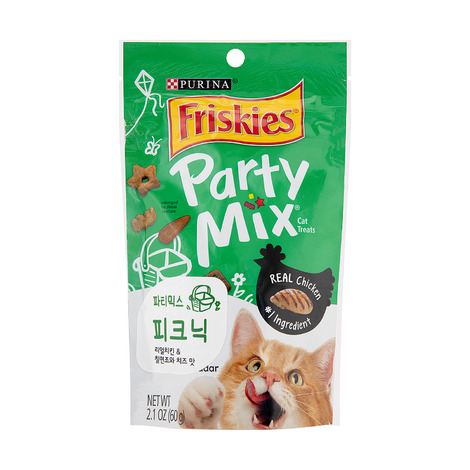 PURINA
Friskies
Party
Mix
Cat
Treats
REAL Chicken
#1 Ingredient
파티믹스
피크닉
리얼치킨 &
칠면조와 치즈 맛
dar
NET WT
2.1 OZ (60g)